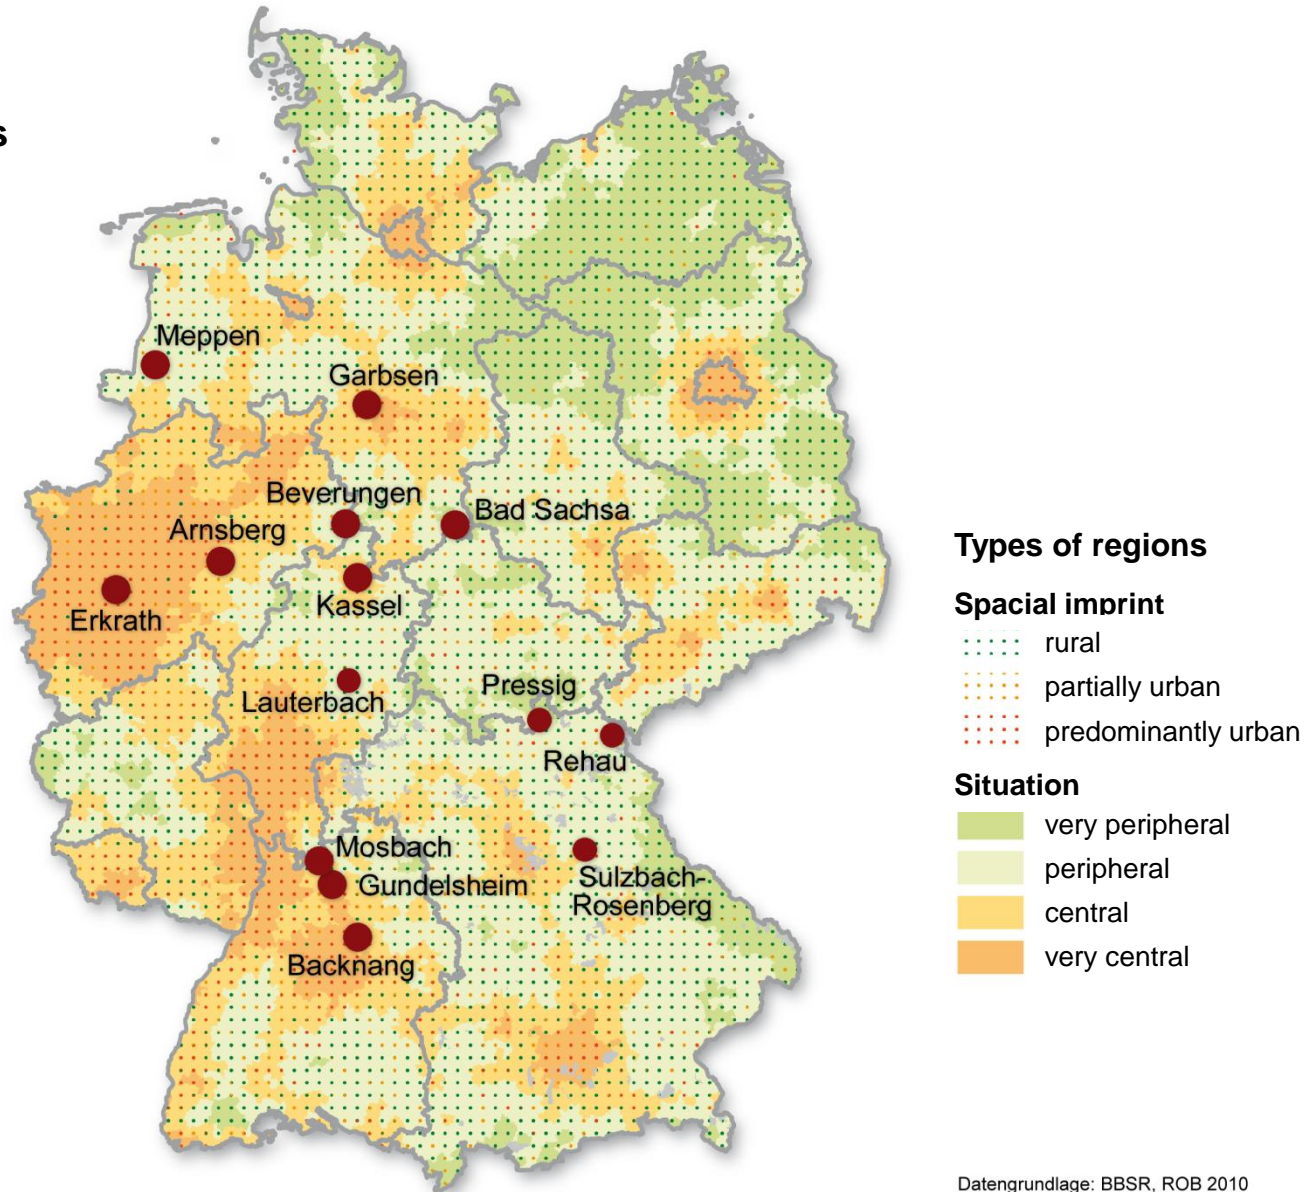 s
Meppen
Garbsen
Beverungen
Bad Sachsa
Arnsberg
Kassel
Erkrath
Lauterbach
Pressig
Rehau
Mosbach
Gundelsheim
Sulzbach-
Rosenberg
Backnang
Types of regions
Spacial imprint
rural
partially urban
predominantly urban
Situation
very peripheral
peripheral
central
very central
Datengrundlage: BBSR, ROB 2010